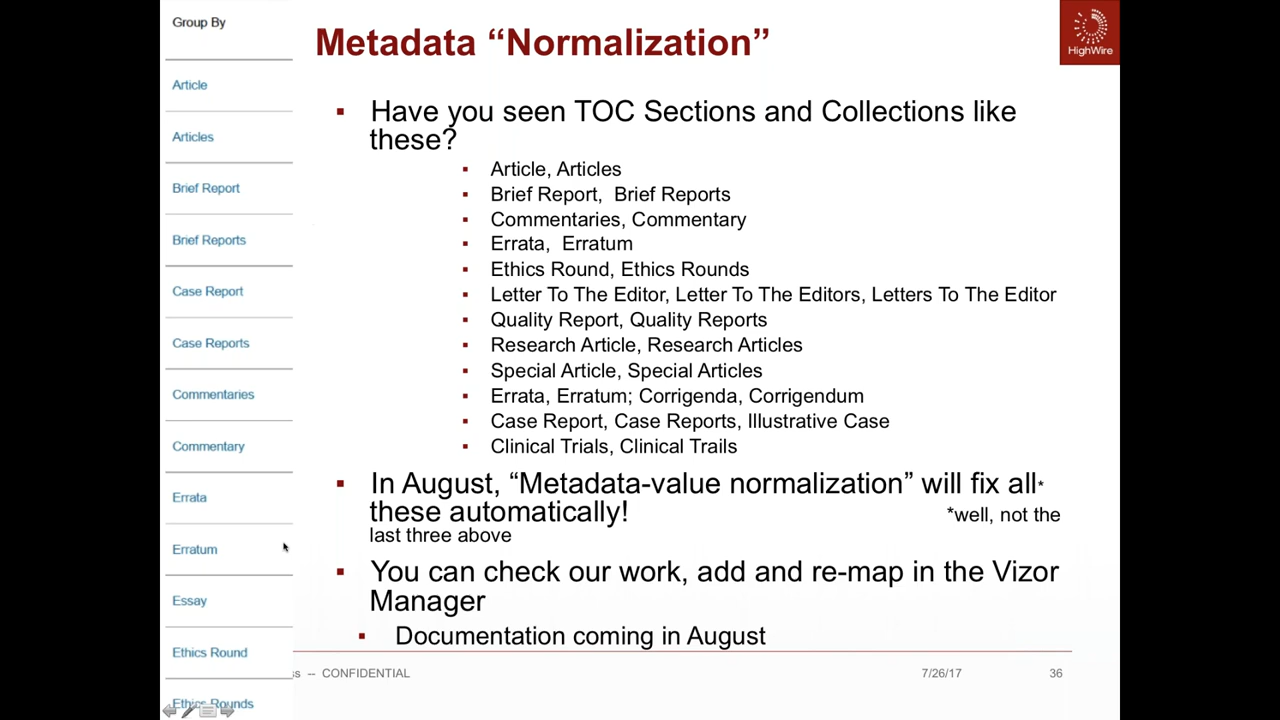 Group By
Article
Articles
Brief Report
Brief Reports
Case Report
Case Reports
Commentaries
Commentary
Errata
Erratum
Essay
Ethics Round
Ethics Rounds
Metadata “Normalization”
HighWire
Have you seen TOC Sections and Collections like
these?
Article, Articles
Brief Report, Brief Reports
Commentaries, Commentary
Errata, Erratum
Ethics Round, Ethics Rounds
Letter To The Editor, Letter To The Editors, Letters To The Editor
Quality Report, Quality Reports
Research Article, Research Articles
Special Article, Special Articles
Errata, Erratum; Corrigenda, Corrigendum
Case Report, Case Reports, Illustrative Case
Clinical Trials, Clinical Trails
In August, “Metadata-value normalization” will fix all*
these automatically! *well, not the
last three above
You can check our work, add and re-map in the Vizor
Manager
Documentation coming in August
-- CONFIDENTIAL 7/26/17 36